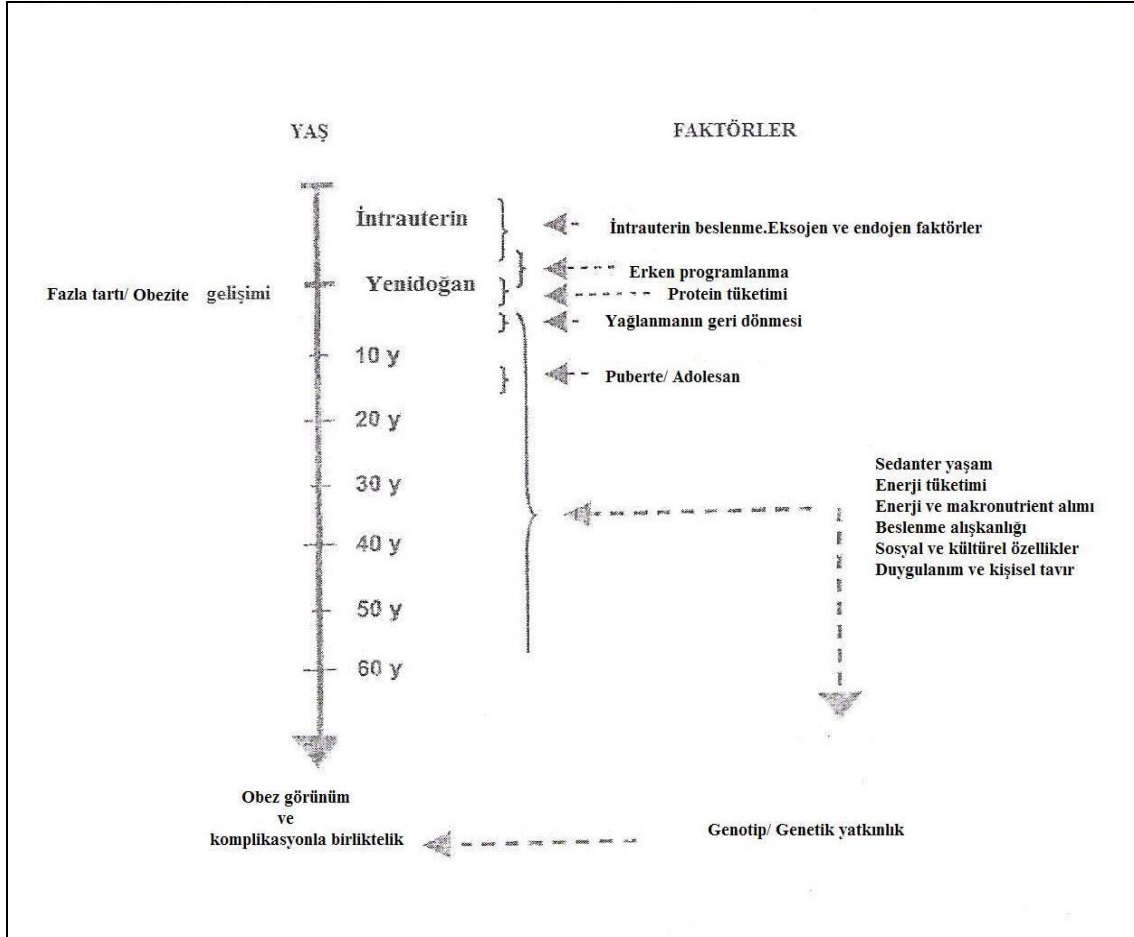 YAŞ
FAKTÖRLER
İntrauterin
İntrauterin beslenme.Eksojen ve endojen faktörler
Erken programlanma
Yenidoğan
Fazla tartı/ Obezite gelişimi
Protein tüketimi
Yağlanmanın geri dönmesi
10 y
Puberte/ Adolesan
20 y
30 y
40 y
50 y
60 y
Sedanter yaşam
Enerji tüketimi
Enerji ve makronutrient alımı
Beslenme alışkanlığı
Sosyal ve kültürel özellikler
Duygulanım ve kişisel tavır
Obez görünüm
ve
komplikasyonla birliktelik
Genotip/ Genetik yatkınlık